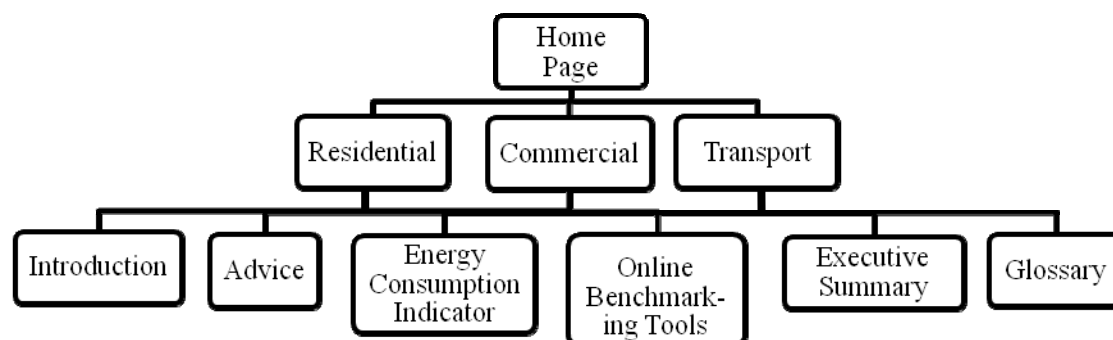 Home
Page
Residential
Commercial
Transport
Introduction
Advice
Energy
Consumption
Indicator
Online
Benchmark-
ing Tools
Executive
Summary
Glossary